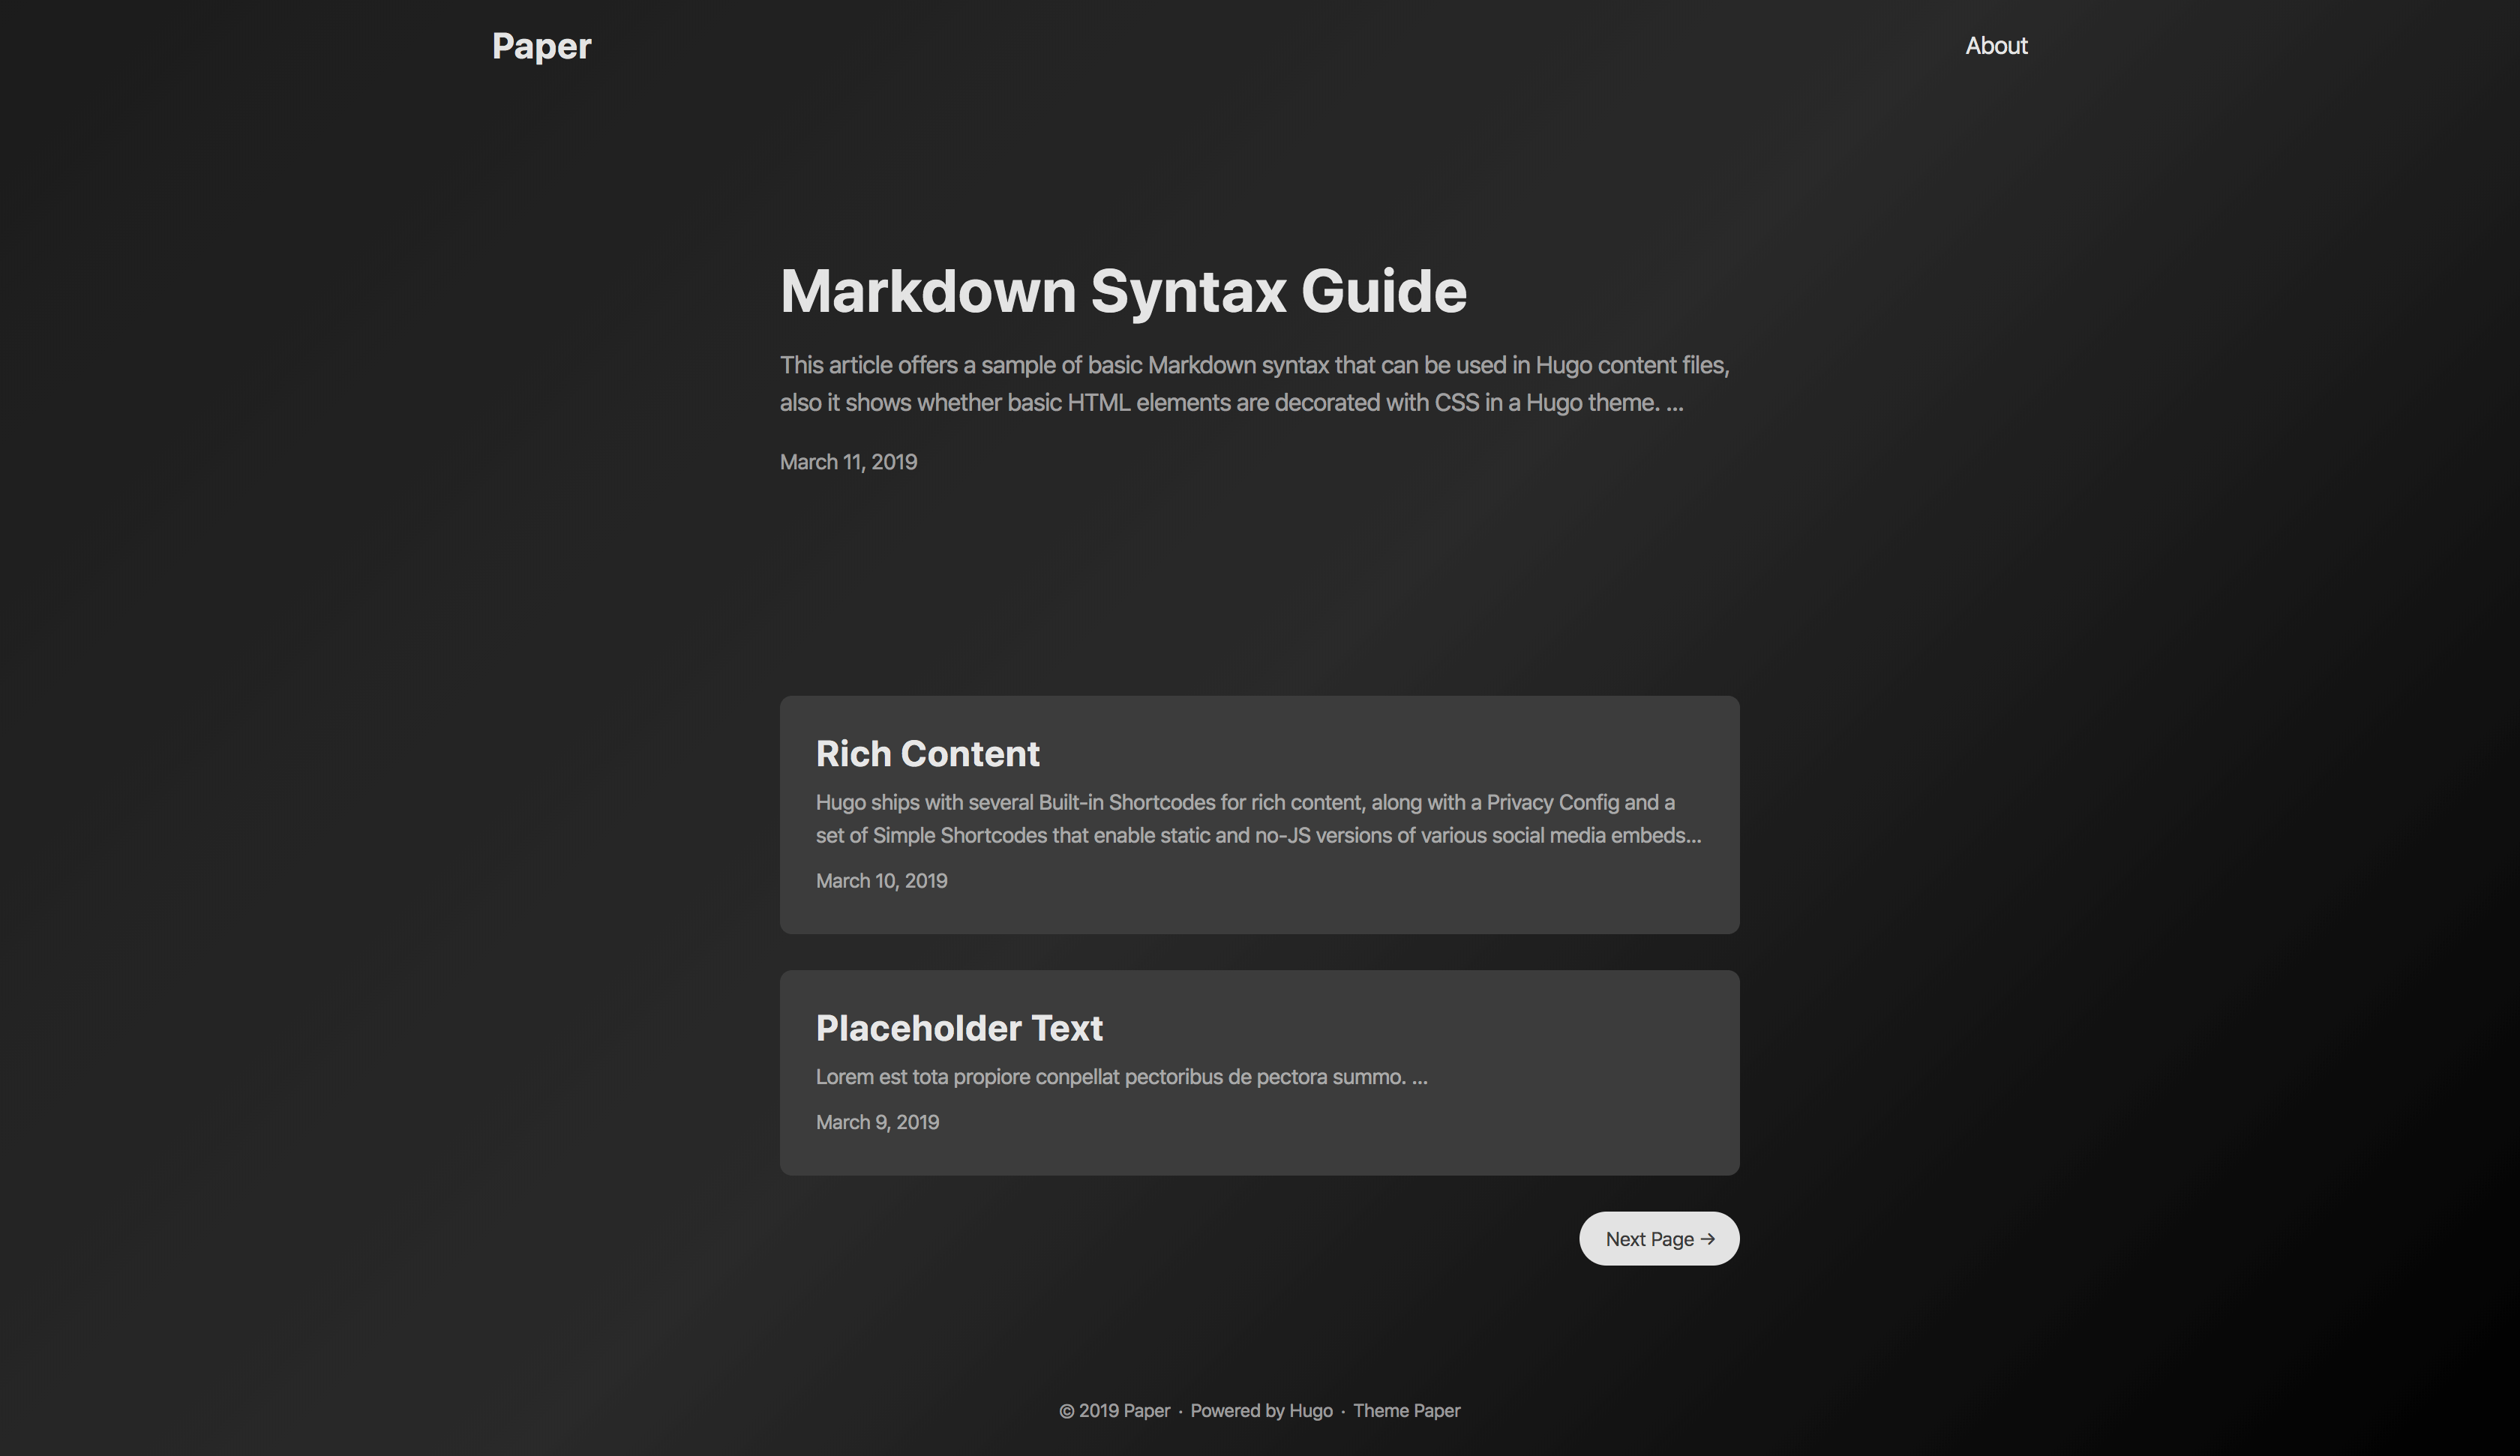 Paper
About
Markdown Syntax Guide
This article offers a sample of basic Markdown syntax that can be used in Hugo content files,
also it shows whether basic HTML elements are decorated with CSS in a Hugo theme. ...
March 11, 2019
Rich Content
Hugo ships with several Built-in Shortcodes for rich content, along with a Privacy Config and a
set of Simple Shortcodes that enable static and no-JS versions of various social media embeds...
March 10, 2019
Placeholder Text
Lorem est tota propiore conpellat pectoribus de pectora summo. ...
March 9, 2019
Next Page →
© 2019 Paper · Powered by Hugo · Theme Paper